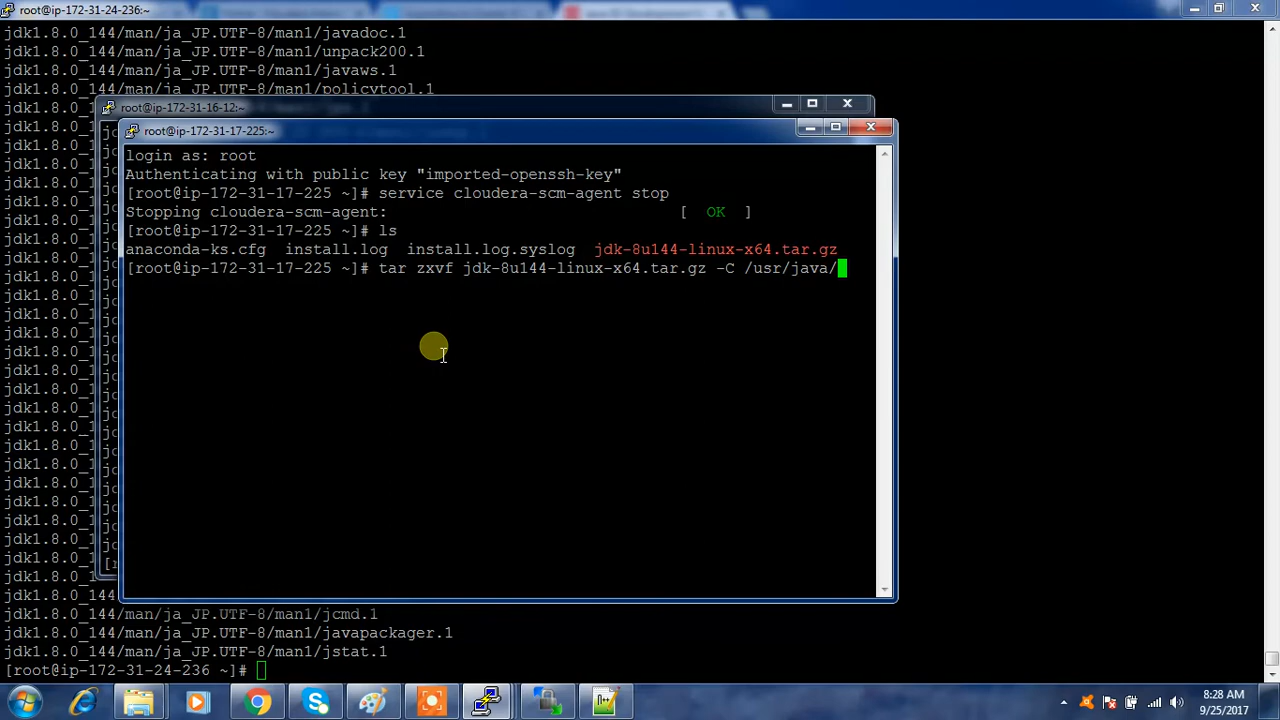 root@ip-172-31-24-236:~
jdk1.8.0_144/man/ja_JP.UTF-8/man1/javadoc.1
jdk1.8.0_144/man/ja_JP.UTF-8/man1/unpack200.1
jdk1.8.0_144/man/ja_JP.UTF-8/man1/javaws.1
jdk1.8.0_144/man/ja_JP.UTF-8/man1/policytool.1
root@ip-172-31-16-12:~
root@ip-172-31-17-225:~
login as: root
Authenticating with public key "imported-openssh-key"
[root@ip-172-31-17-225 ~]# service cloudera-scm-agent stop
Stopping cloudera-scm-agent: [ OK ]
[root@ip-172-31-17-225 ~]# ls
anaconda-ks.cfg install.log install.log.syslog jdk-8u144-linux-x64.tar.gz
[root@ip-172-31-17-225 ~]# tar zxvf jdk-8u144-linux-x64.tar.gz -C /usr/java/
jdk1.8.0_144/man/ja_JP.UTF-8/man1/jcmd.1
jdk1.8.0_144/man/ja_JP.UTF-8/man1/javapackager.1
jdk1.8.0_144/man/ja_JP.UTF-8/man1/jstat.1
[root@ip-172-31-24-236 ~]#
8:28 AM
9/25/2017